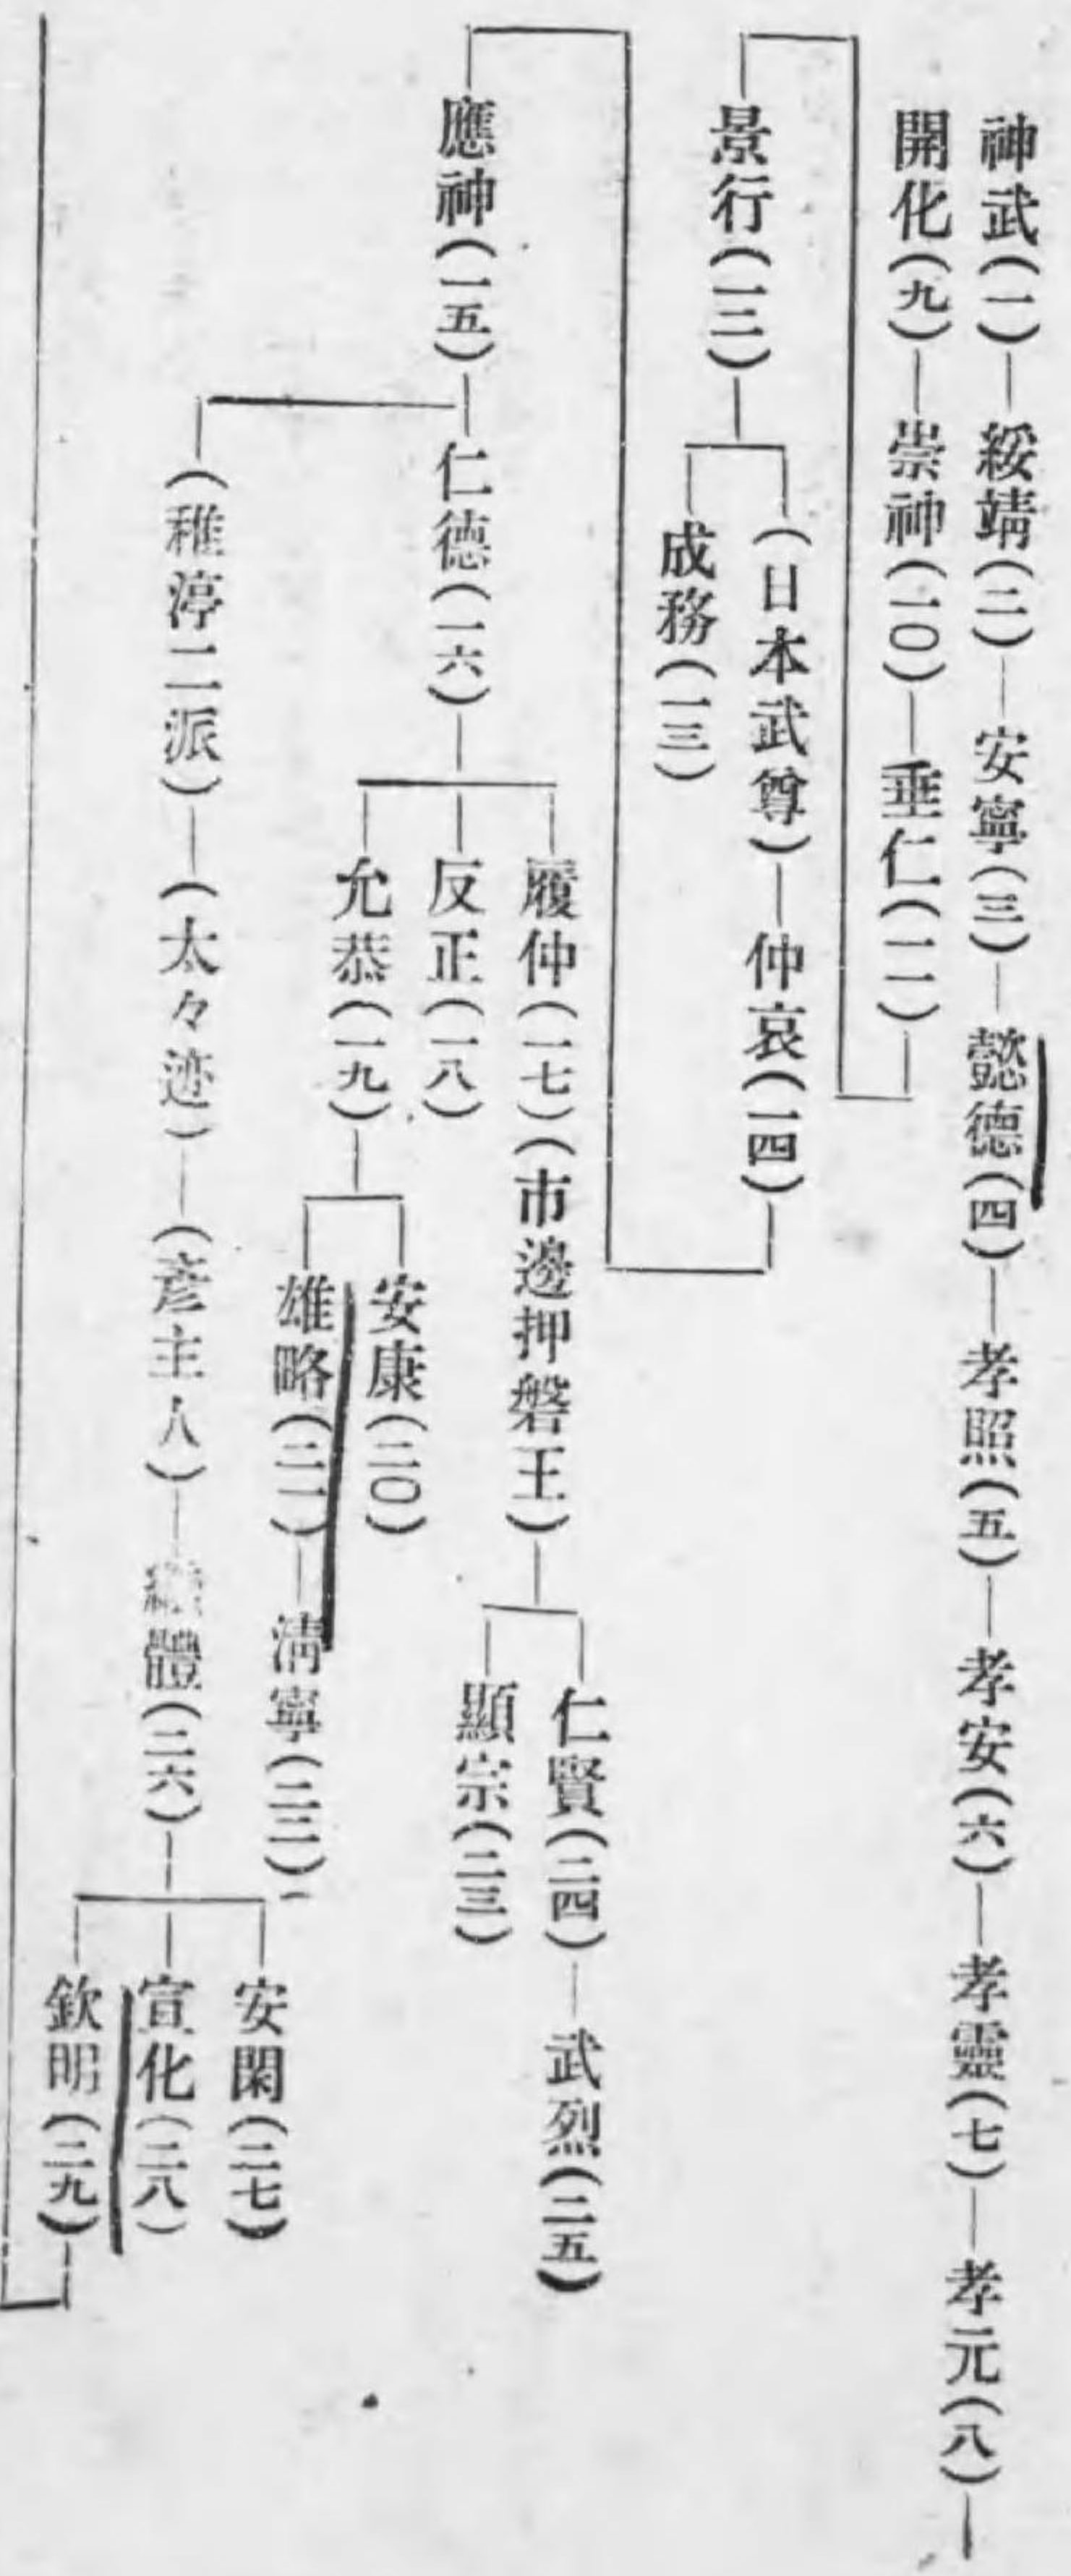 神武(一)―綏靖(二)―安寧(三)―懿德(四)―孝照(五)―孝安(六)―孝靈(七)―孝元(八)―
開化(九)―崇神(一〇)―垂仁(一一)
景行(一二)
(日本武尊)―仲哀(一四)
成務(一三)
應神(一五)―仁德(一六)
履仲(一七)(市邊押磐王)
仁賢(二四)―武烈(二五)
顯宗(二三)
反正(一八)
允恭(一九)
安康(二〇)
雄略(二一)―淸寧(二二)
(稚渟二派)―(太々迹)―(彥主人)―繼體(二六)
安閑(二七)
宣化(二八)
欽明(二九)